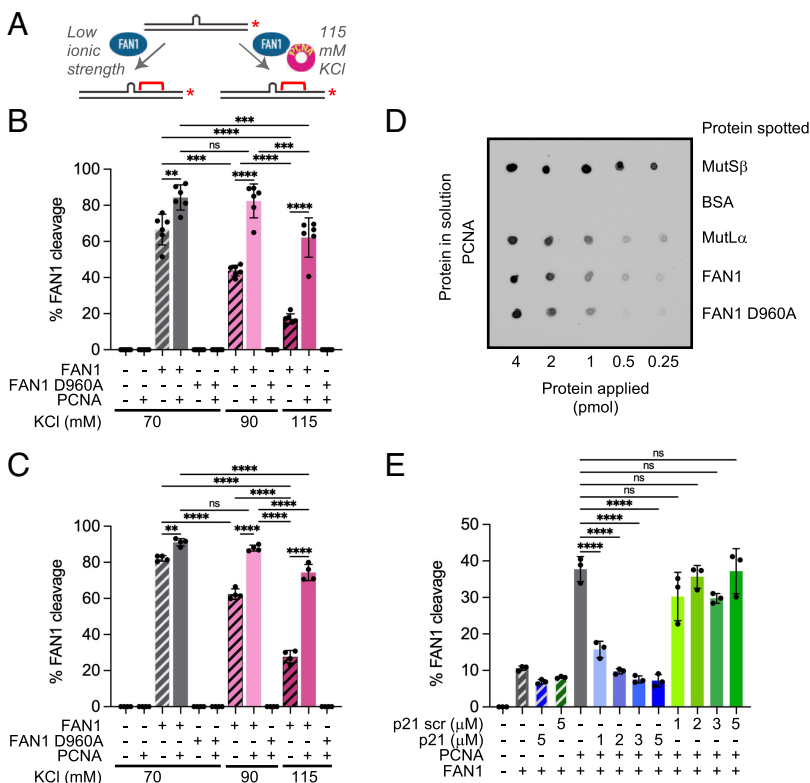 A
Low
ionic
strength
FAN1
*
FAN1
PCNA
115
mM
KCl
*
*
B
***
****
ns
***
***
****
**
****
****
% FAN1 cleavage
100
80
60
40
20
0
FAN1 - - + + - - + + - + + -
FAN1 D960A - - - - + + - - + - - +
PCNA - + - + - + - + + - + +
KCl (mM) 70 90 115
C
****
****
****
ns
****
****
****
**
****
****
% FAN1 cleavage
100
80
60
40
20
0
FAN1 - - + + - - + + - + + -
FAN1 D960A - - - - + + - - + - - +
PCNA - + - + - + - + + - + +
KCl (mM) 70 90 115
D
Protein spotted
Protein in solution
PCNA
MutSβ
BSA
MutLα
FAN1
FAN1 D960A
4 2 1 0.5 0.25
Protein applied
(pmol)
E
ns
ns
ns
ns
****
****
****
****
% FAN1 cleavage
50
40
30
20
10
0
p21 scr (μM) - - - 5 - - - - - 1 2 3 5
p21 (μM) - - 5 - - 1 2 3 5 - - - -
PCNA - - - - + + + + + + + + +
FAN1 - + + + + + + + + + + + +